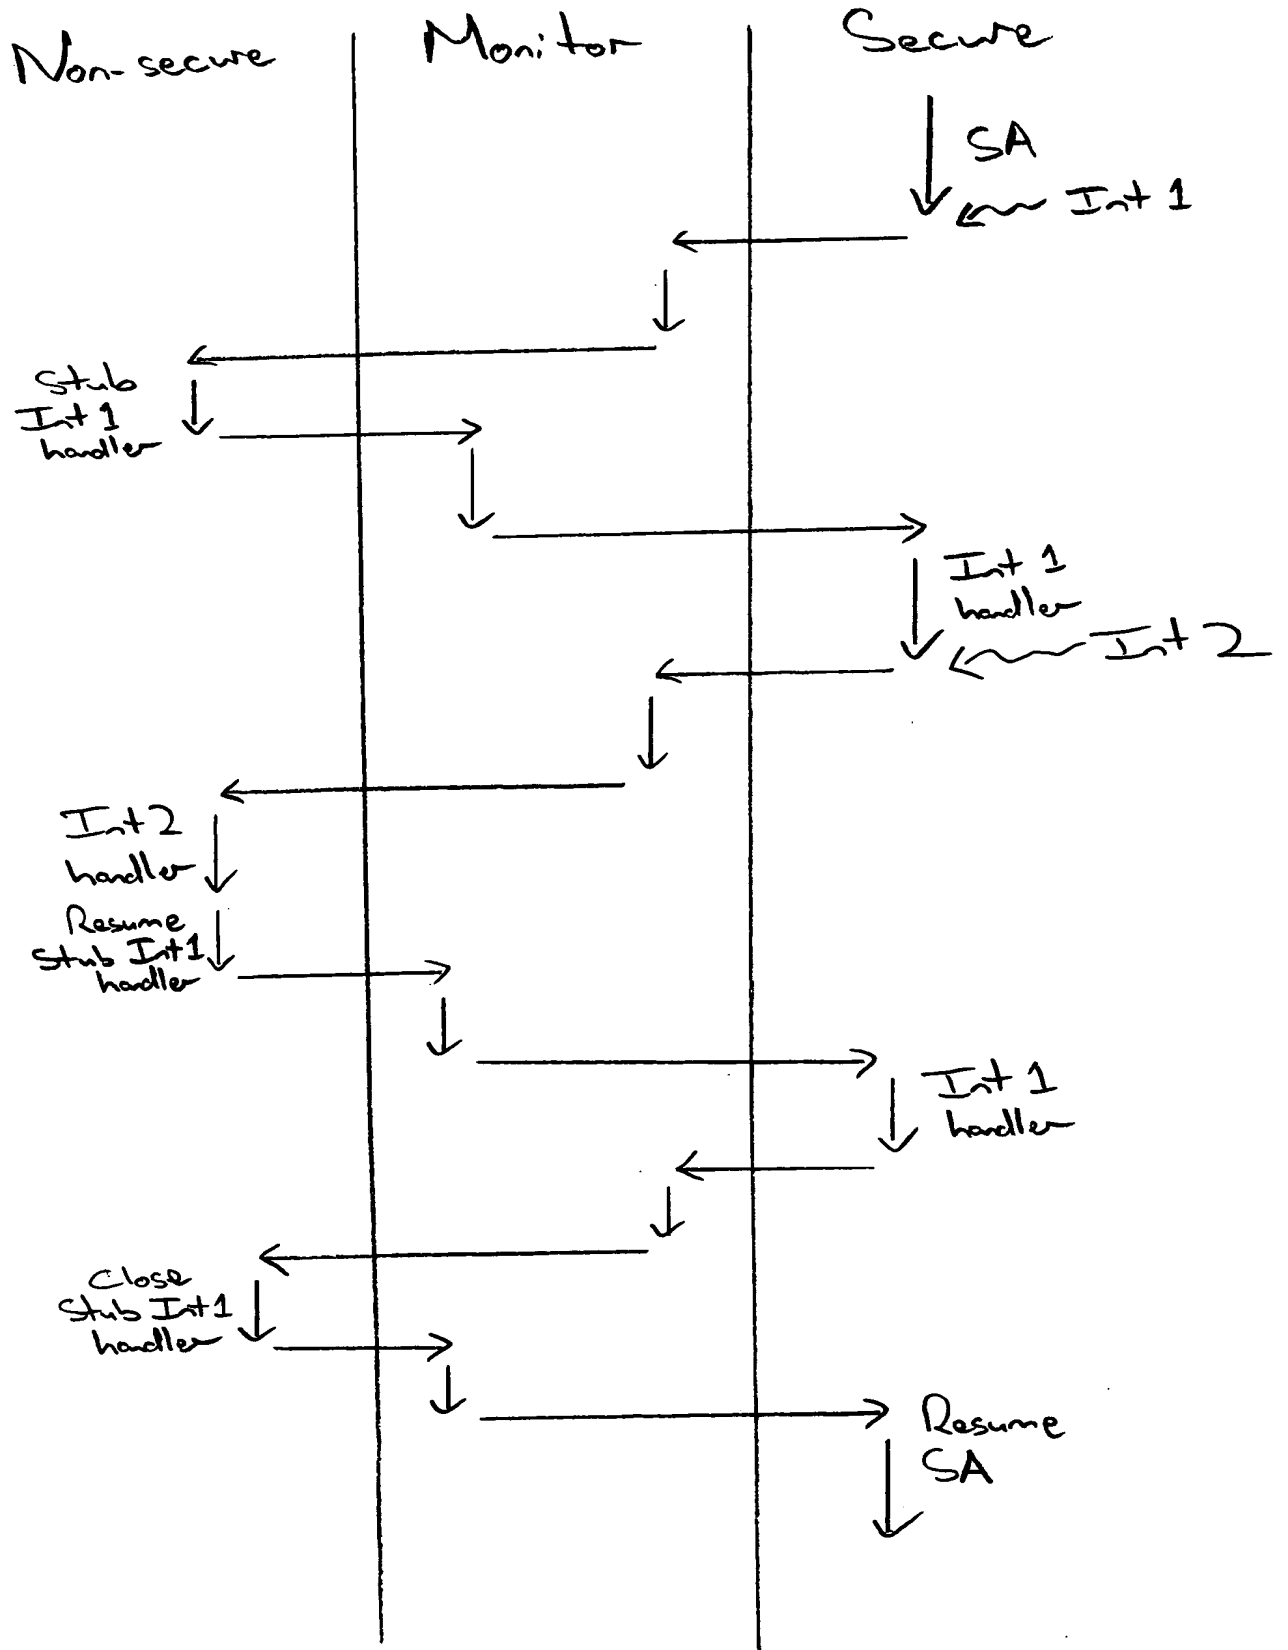 Non-secure
Monitor
Secure
SA
Int 1
Stub
Int 1
handler
Int 1
handler
Int 2
Int 2
handler
Resume
Stub Int 1
handler
Int 1
handler
Close
Stub Int 1
handler
Resume
SA